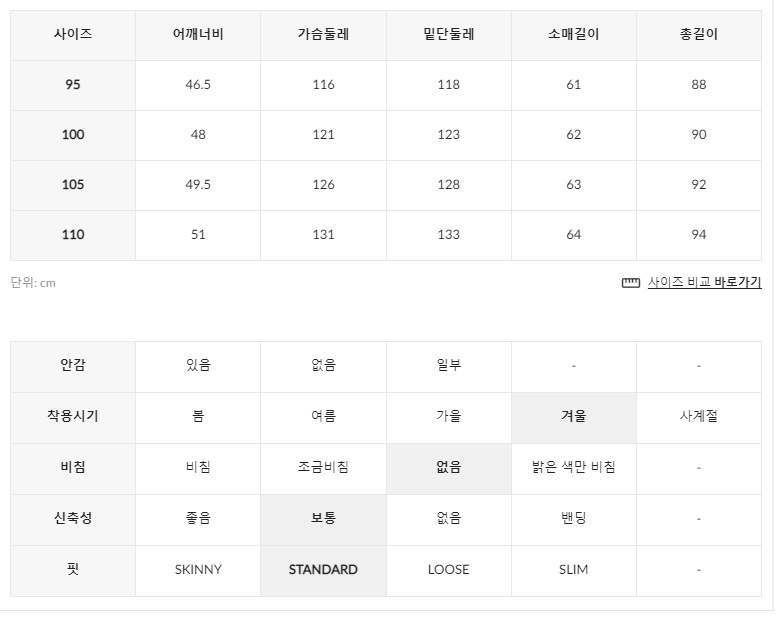 사이즈 어깨너비 가슴둘레 밑단둘레 소매길이 총길이
95 46.5 116 118 61 88
100 48 121 123 62 90
105 49.5 126 128 63 92
110 51 131 133 64 94
단위: cm 사이즈 비교 바로가기
안감 있음 없음 일부 - -
착용시기 봄 여름 가을 겨울 사계절
비침 비침 조금비침 없음 밝은 색만 비침 -
신축성 좋음 보통 없음 밴딩 -
핏 SKINNY STANDARD LOOSE SLIM -